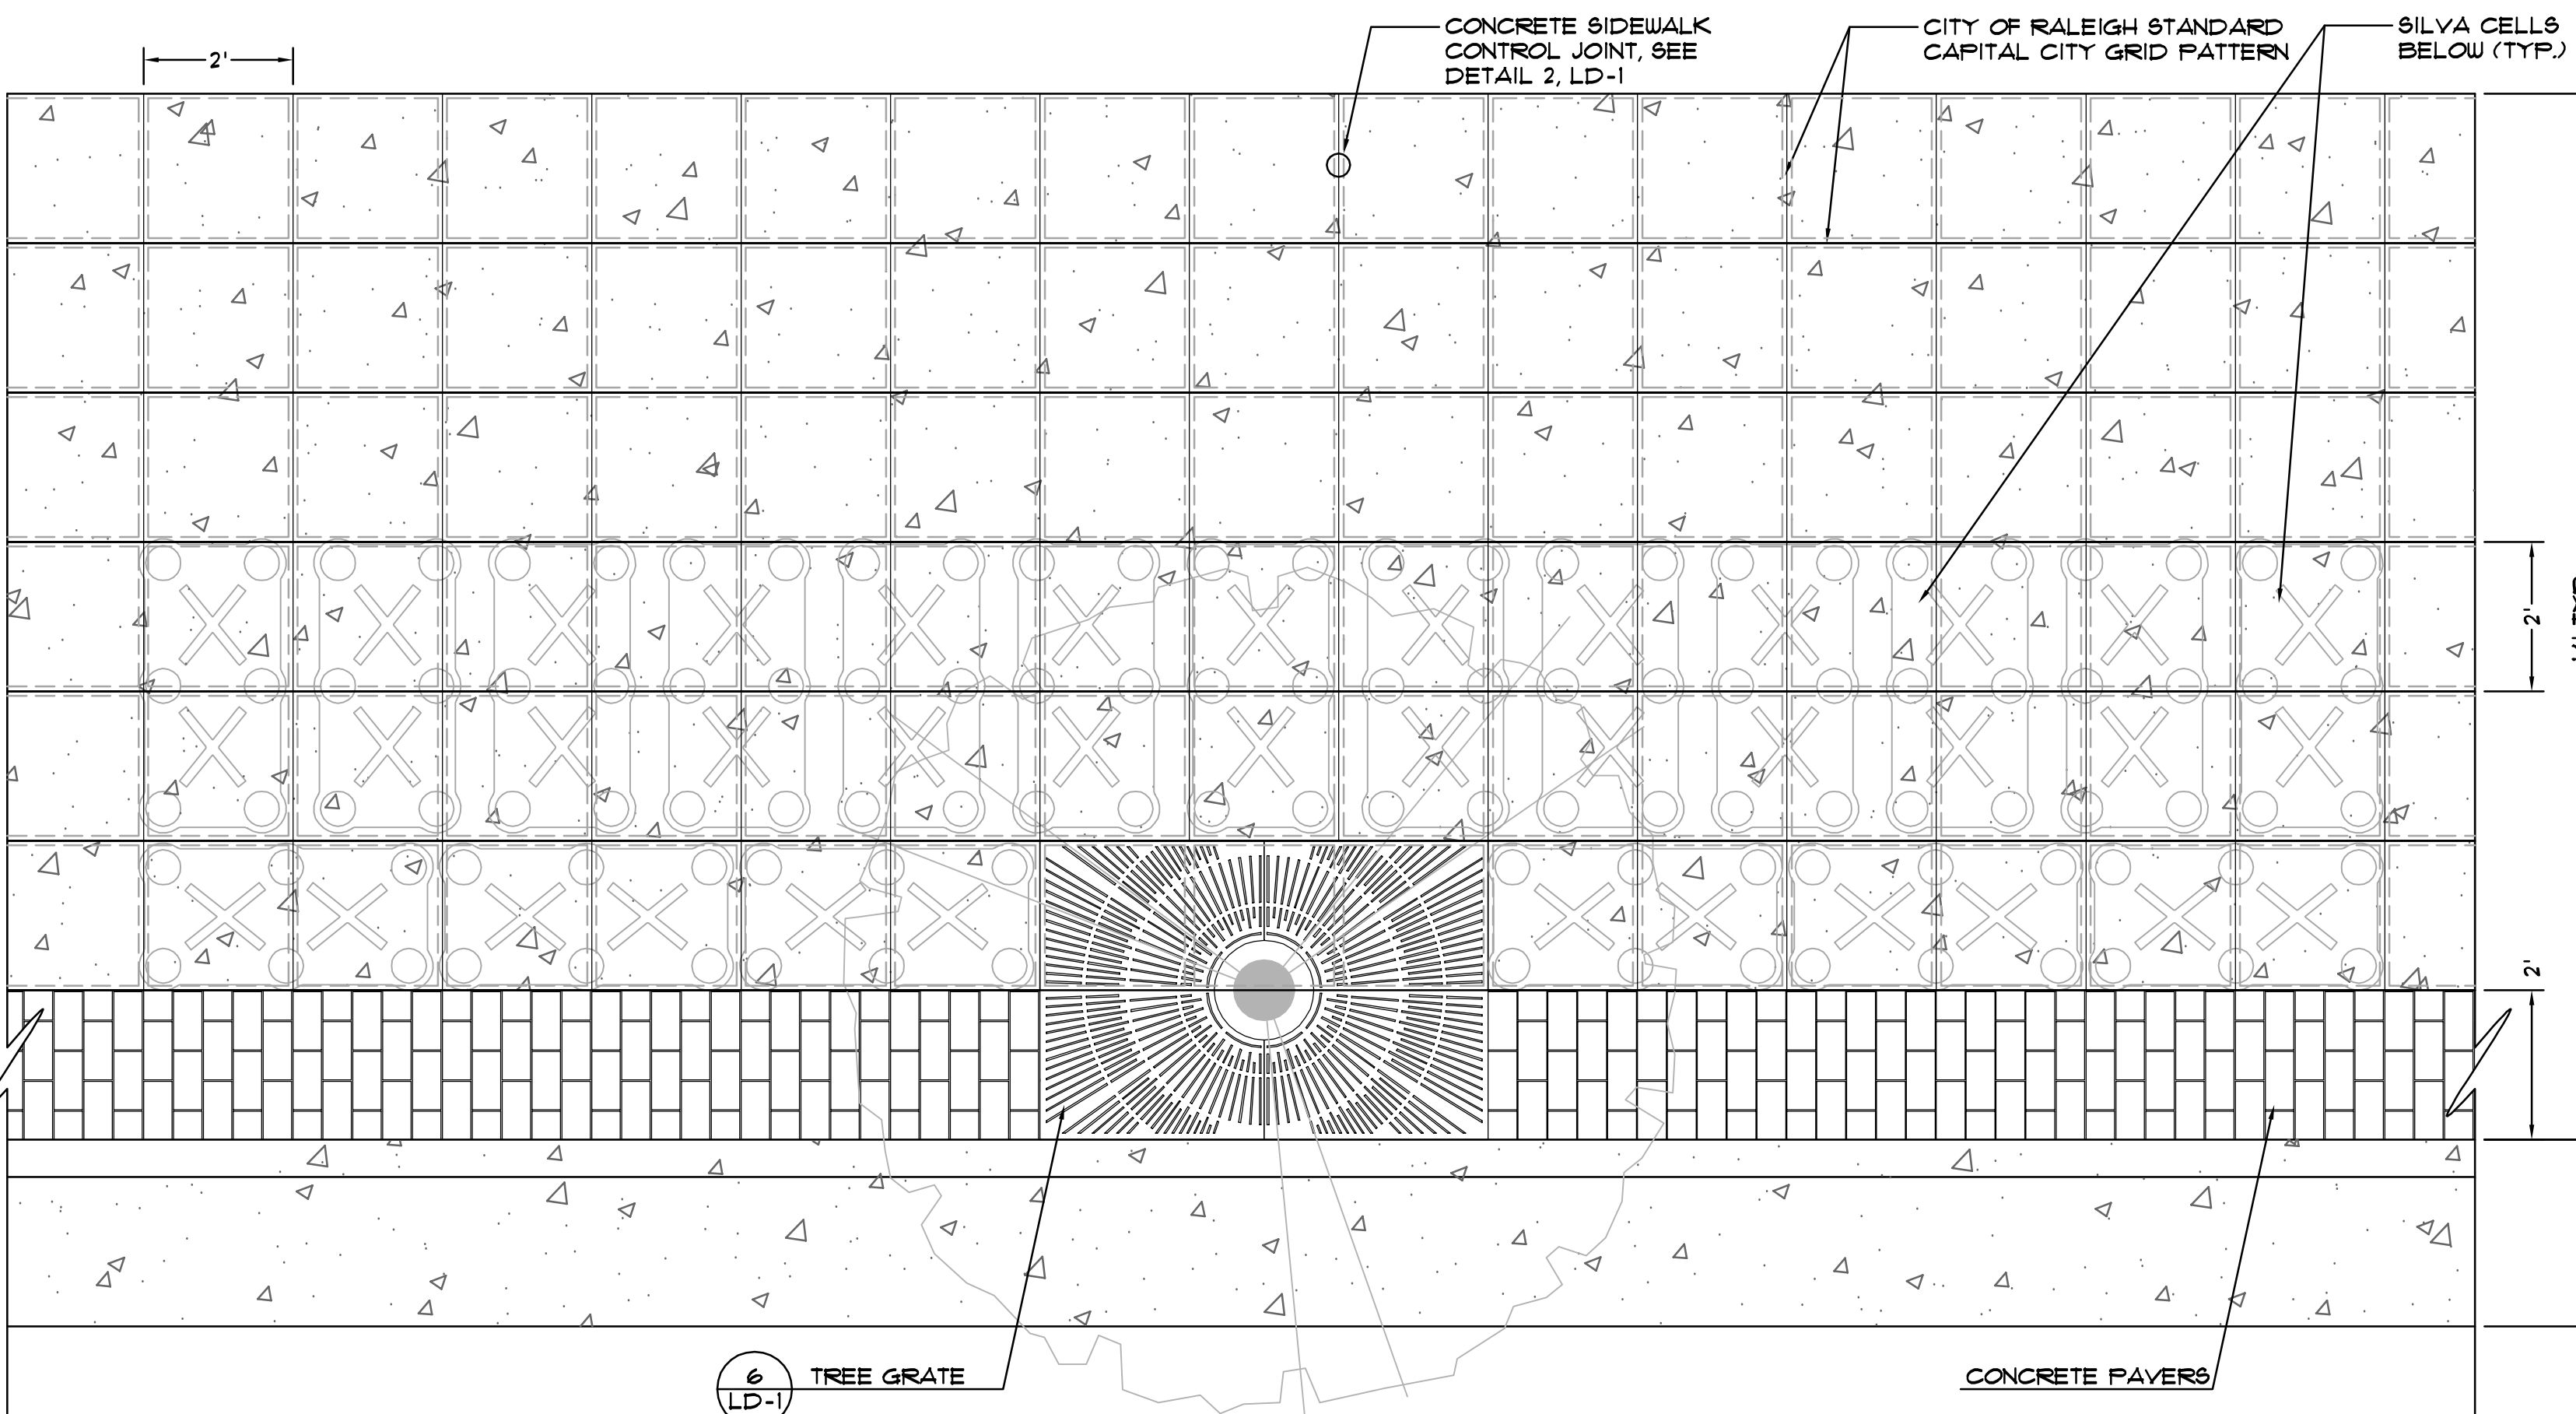 CONCRETE SIDEWALK
CONTROL JOINT, SEE
DETAIL 2, LD-1
CITY OF RALEIGH STANDARD
CAPITAL CITY GRID PATTERN
SILVA CELLS
BELOW (TYP.)
2'
2'
2'
6
LD-1
TREE GRATE
CONCRETE PAVERS